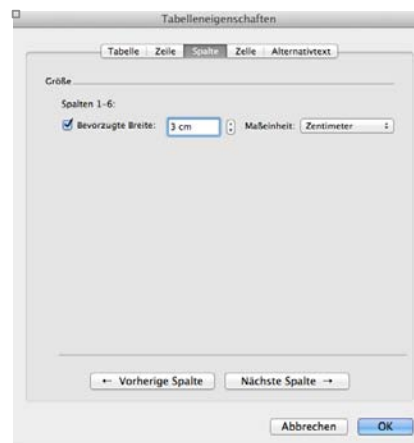 Tabelleneigenschaften
Tabelle Zeile Spalte Zelle Alternativtext
Größe
Spalten 1–6:
Bevorzugte Breite: 3 cm Maßeinheit: Zentimeter
← Vorherige Spalte Nächste Spalte →
Abbrechen OK